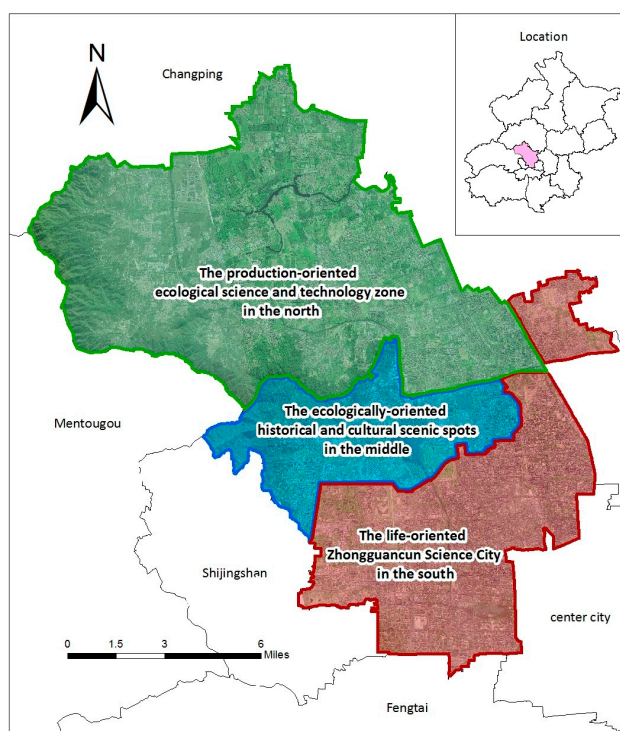 N
Changping
Location
The production-oriented
ecological science and technology zone
in the north
Mentougou
The ecologically-oriented
historical and cultural scenic spots
in the middle
The life-oriented
Zhongguancun Science City
in the south
Shijingshan
center city
0 1.5 3 6
Miles
Fengtai